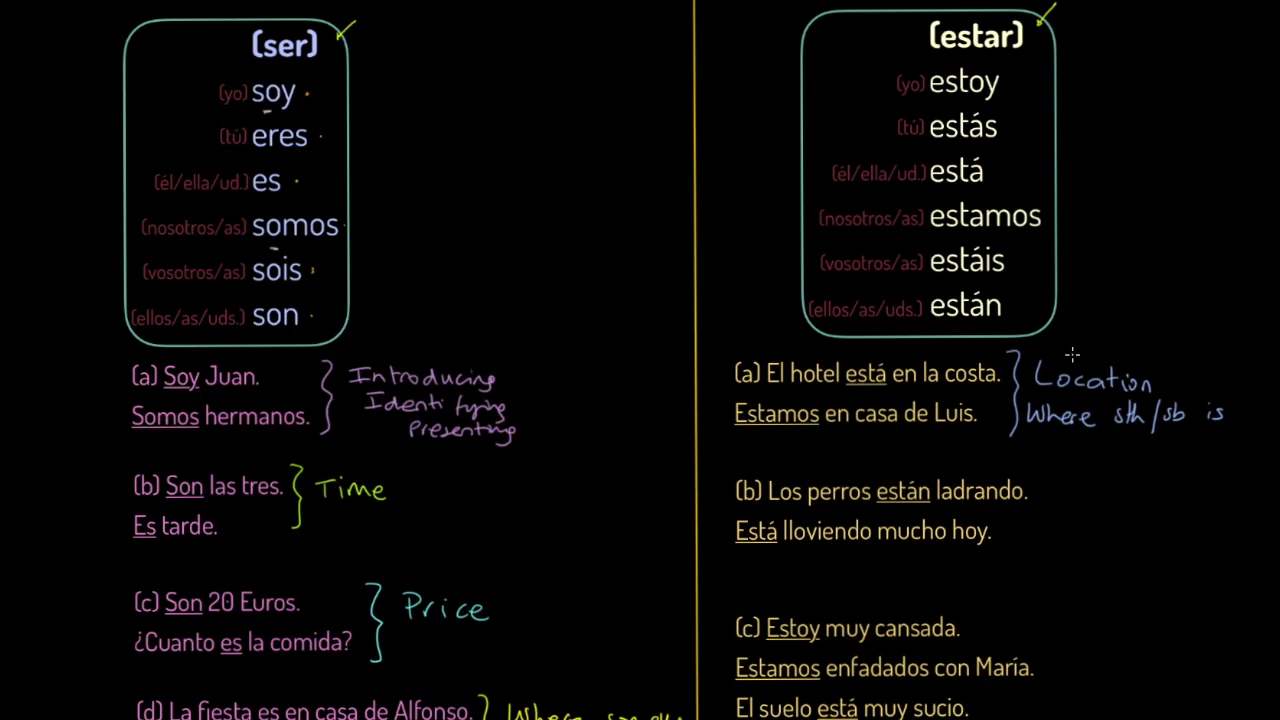 (ser)
(yo) soy
(tú) eres
(él/ella/ud.) es
(nosotros/as) somos
(vosotros/as) sois
(ellos/as/uds.) son
(a) Soy Juan.
Somos hermanos.
Introducing
Identifying
Presenting
(b) Son las tres.
Es tarde.
Time
(c) Son 20 Euros.
¿Cuanto es la comida?
Price
(d) La fiesta es en casa de Alfonso.
Where
(estar)
(yo) estoy
(tú) estás
(él/ella/ud.) está
(nosotros/as) estamos
(vosotros/as) estáis
(ellos/as/uds.) están
(a) El hotel está en la costa.
Estamos en casa de Luis.
Location
Where sth/sb is
(b) Los perros están ladrando.
Está lloviendo mucho hoy.
(c) Estoy muy cansada.
Estamos enfadados con María.
El suelo está muy sucio.